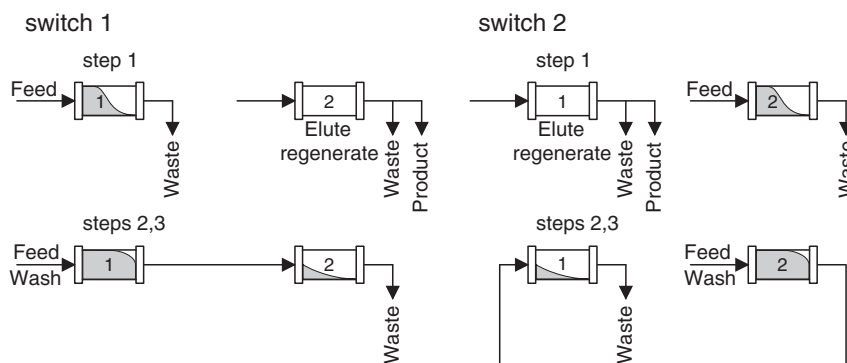 switch 1
switch 2
step 1
step 1
Feed
1
Waste
2
Elute
regenerate
Waste
Product
1
Elute
regenerate
Waste
Product
Feed
2
Waste
steps 2,3
steps 2,3
Feed
Wash
1
2
Waste
1
Waste
Feed
Wash
2